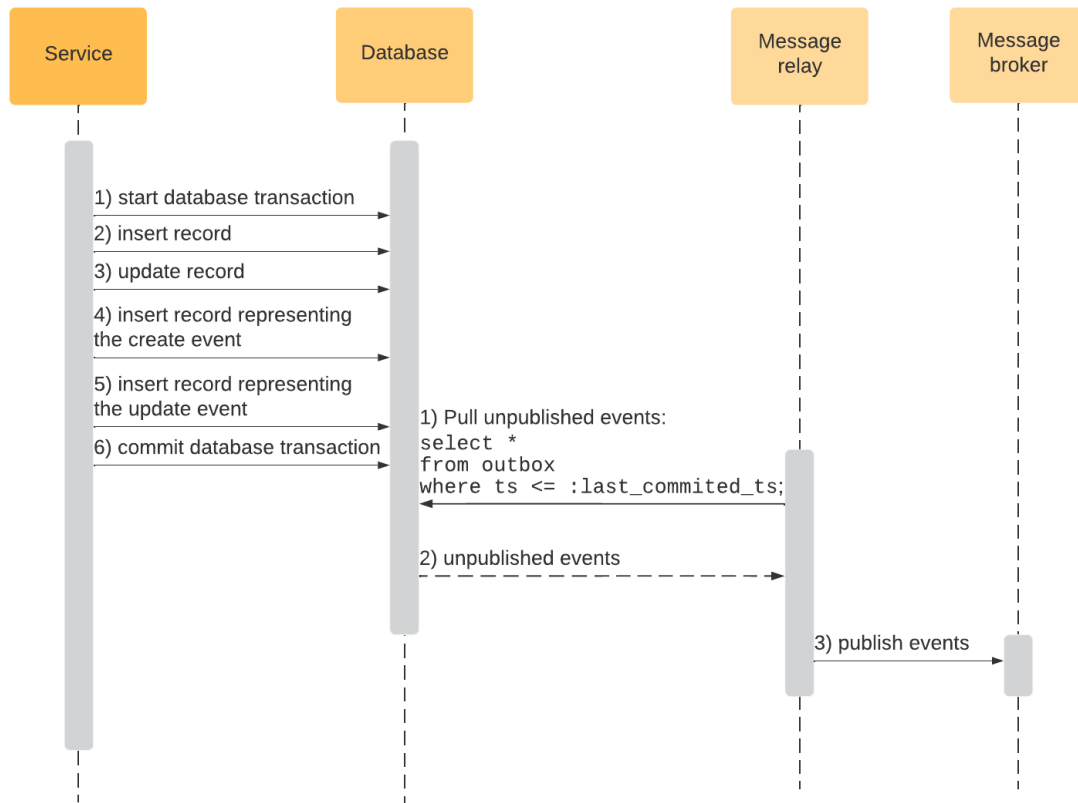 Service
Database
Message
relay
Message
broker
1) start database transaction
2) insert record
3) update record
4) insert record representing
the create event
5) insert record representing
the update event
6) commit database transaction
1) Pull unpublished events:
select *
from outbox
where ts <= :last_commited_ts;
2) unpublished events
3) publish events